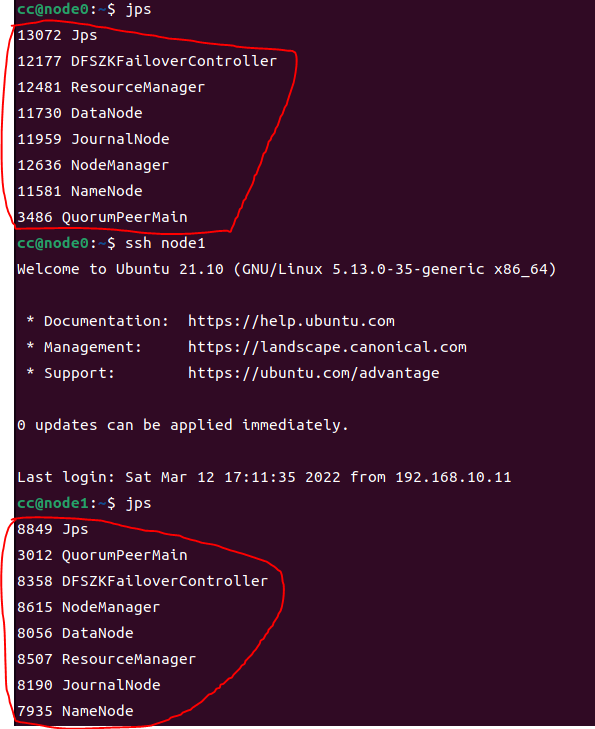 cc@node0:~$ jps
13072 Jps
12177 DFSZKFailoverController
12481 ResourceManager
11730 DataNode
11959 JournalNode
12636 NodeManager
11581 NameNode
3486 QuorumPeerMain
cc@node0:~$ ssh node1
Welcome to Ubuntu 21.10 (GNU/Linux 5.13.0-35-generic x86_64)
* Documentation:  https://help.ubuntu.com
* Management:     https://landscape.canonical.com
* Support:        https://ubuntu.com/advantage
0 updates can be applied immediately.
Last login: Sat Mar 12 17:11:35 2022 from 192.168.10.11
cc@node1:~$ jps
8849 Jps
3012 QuorumPeerMain
8358 DFSZKFailoverController
8615 NodeManager
8056 DataNode
8507 ResourceManager
8190 JournalNode
7935 NameNode